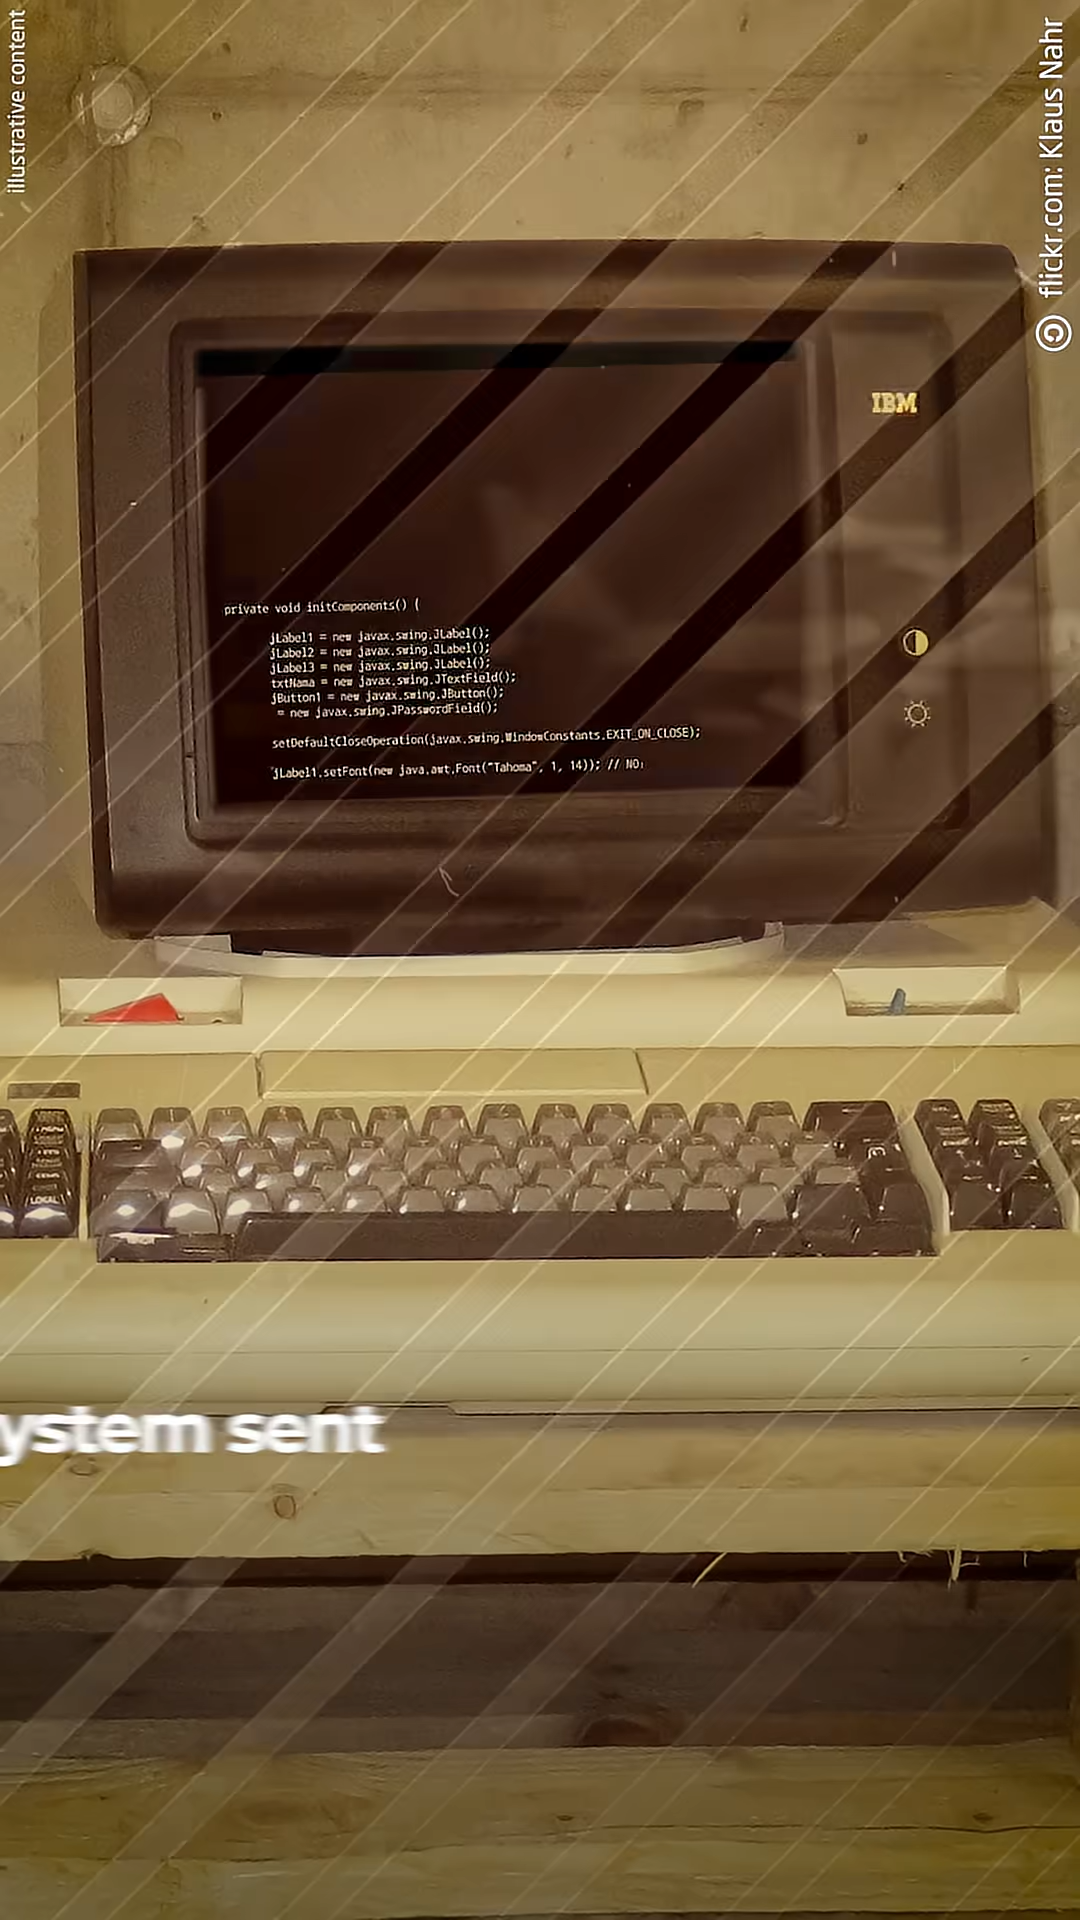 illustrative content
© flickr.com: Klaus Nahr
IBM
private void initComponents() {
jLabel1 = new javax.swing.JLabel();
jLabel2 = new javax.swing.JLabel();
jLabel3 = new javax.swing.JLabel();
txtNama = new javax.swing.JTextField();
jButton1 = new javax.swing.JButton();
= new javax.swing.JPasswordField();
setDefaultCloseOperation(javax.swing.WindowConstants.EXIT_ON_CLOSE);
jLabel1.setFont(new java.awt.Font("Tahoma", 1, 14)); // NO
LOCAL
ystem sent